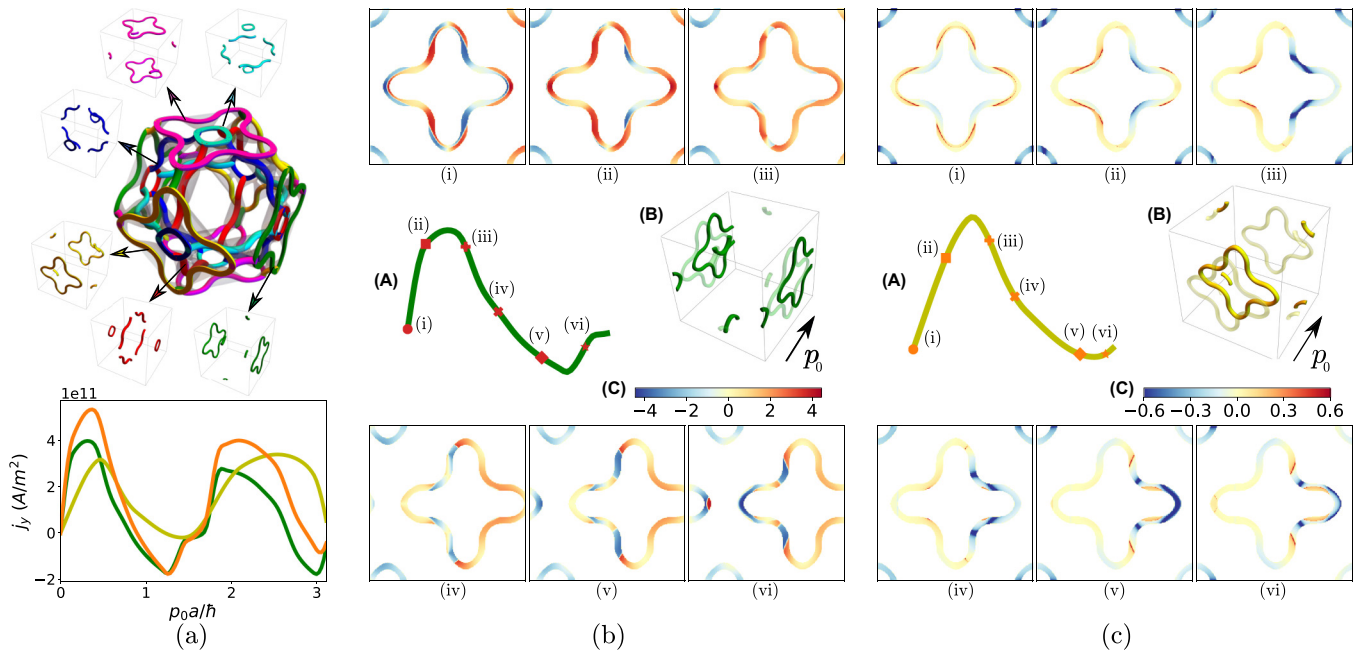 1e11
4
2
0
−2
j_y (A/m²)
0
1
2
3
p₀a/ħ
(a)
(i)
(ii)
(iii)
(A)
(i)
(ii)
(iii)
(iv)
(v)
(vi)
(B)
p₀
(C)
−4
−2
0
2
4
(iv)
(v)
(vi)
(b)
(i)
(ii)
(iii)
(A)
(i)
(ii)
(iii)
(iv)
(v)
(vi)
(B)
p₀
(C)
−0.6
−0.3
0.0
0.3
0.6
(iv)
(v)
(vi)
(c)